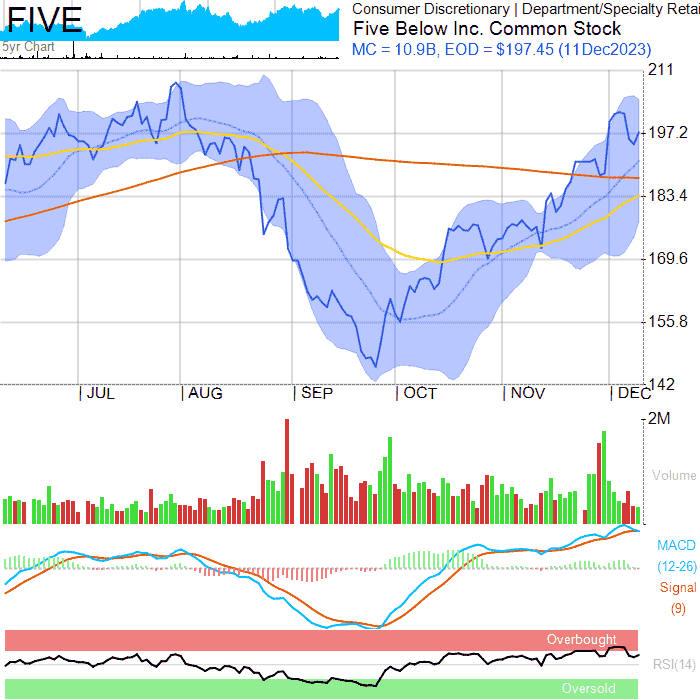 FIVE
5yr Chart
Consumer Discretionary | Department/Specialty Retai
Five Below Inc. Common Stock
MC = 10.9B, EOD = $197.45 (11Dec2023)
211
197.2
183.4
169.6
155.8
142
JUL AUG SEP OCT NOV DEC
2M
Volume
MACD
(12-26)
Signal
(9)
Overbought
RSI(14)
Oversold